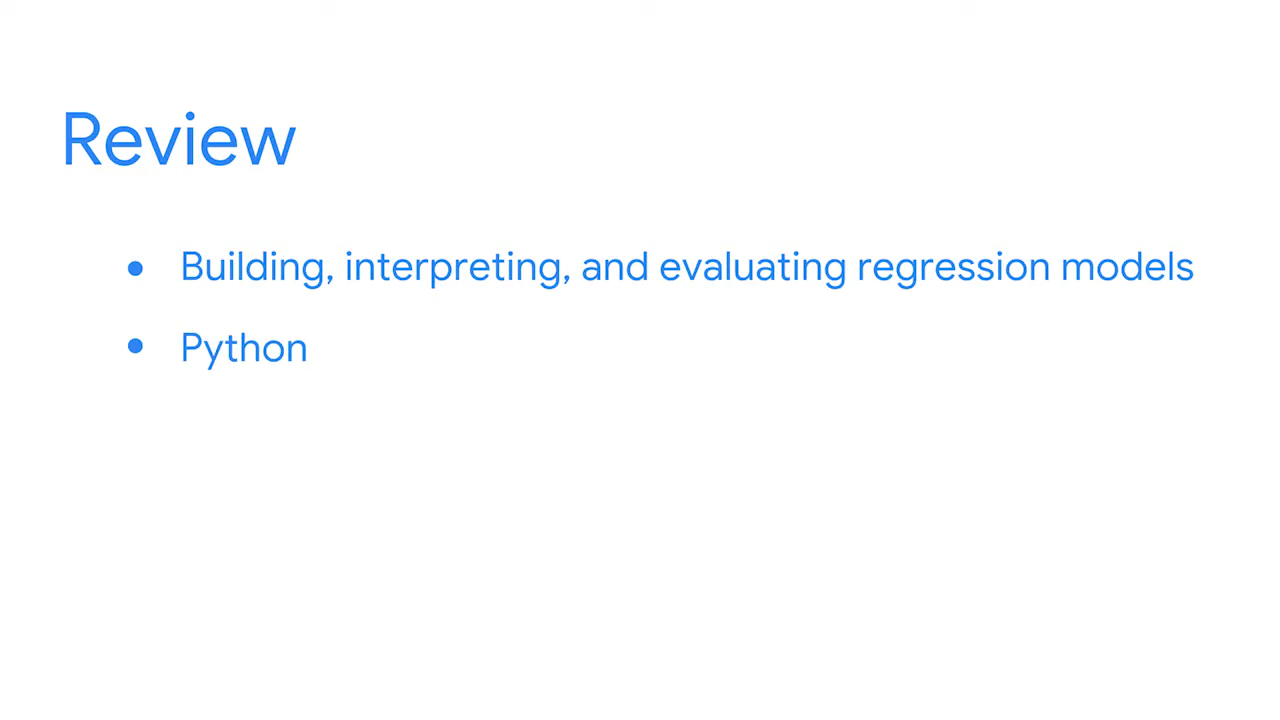 Review
• Building, interpreting, and evaluating regression models
• Python